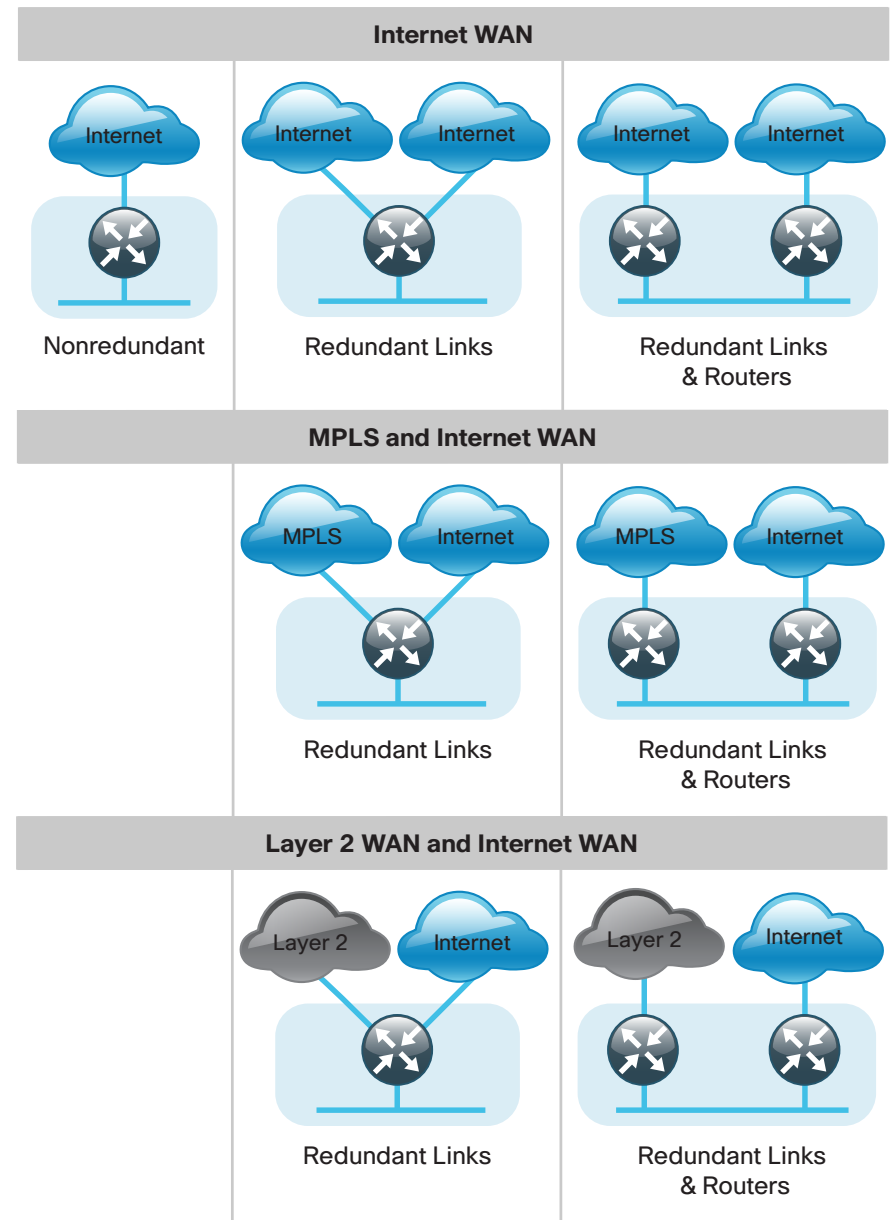 Internet WAN
Internet
Internet
Internet
Internet
Internet
Nonredundant
Redundant Links
Redundant Links
& Routers
MPLS and Internet WAN
MPLS
Internet
MPLS
Internet
Redundant Links
Redundant Links
& Routers
Layer 2 WAN and Internet WAN
Layer 2
Internet
Layer 2
Internet
Redundant Links
Redundant Links
& Routers